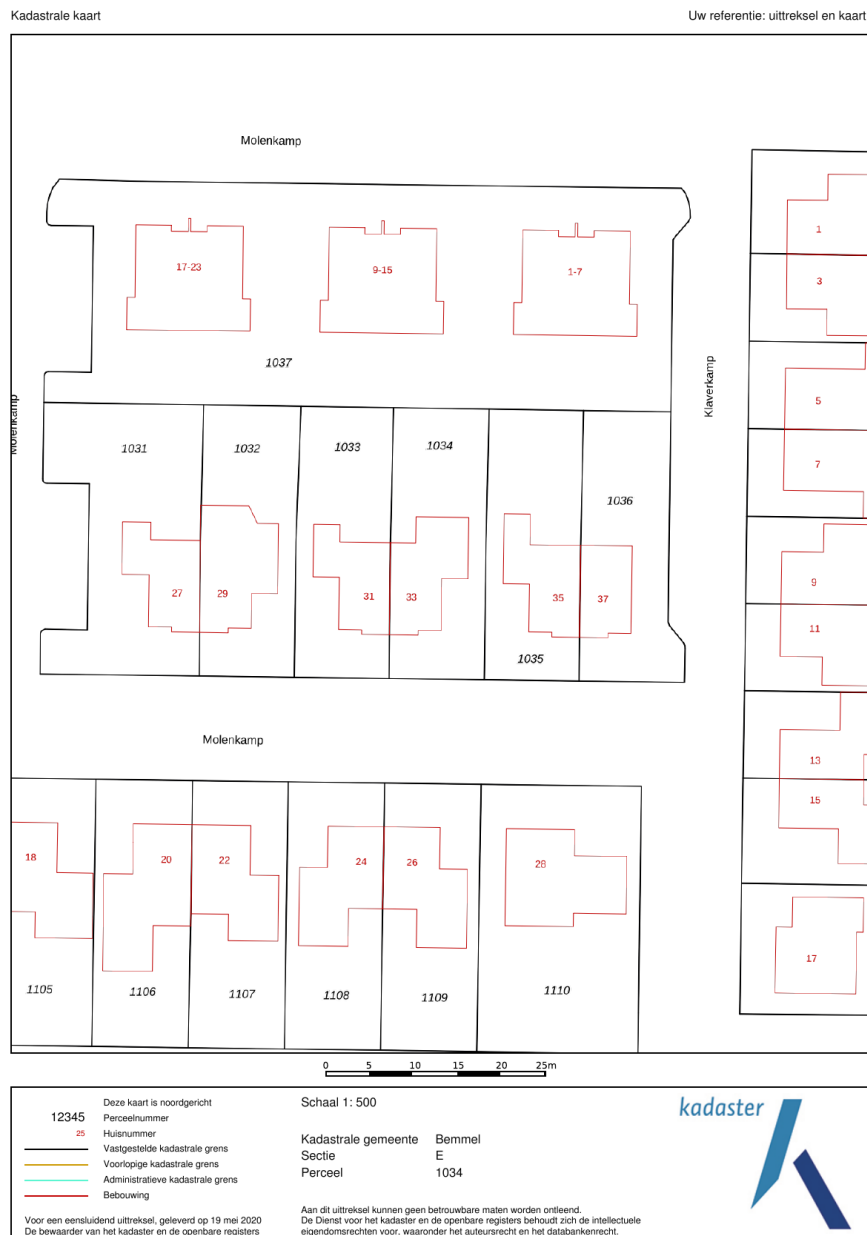 Kadastrale kaart
Uw referentie: uittreksel en kaart
Molenkamp
1
17-23
9-15
1-7
3
1037
Klaverkamp
Molenkamp
5
1031
1032
1033
1034
7
1036
9
27
29
31
33
35
37
11
1035
Molenkamp
13
15
18
20
22
24
26
28
17
1105
1106
1107
1108
1109
1110
0 5 10 15 20 25m
Deze kaart is noordgericht
12345 Perceelnummer
25 Huisnummer
Vastgestelde kadastrale grens
Voorlopige kadastrale grens
Administratieve kadastrale grens
Bebouwing
Voor een eensluidend uittreksel, geleverd op 19 mei 2020
De bewaarder van het kadaster en de openbare registers
Schaal 1: 500
Kadastrale gemeente Bemmel
Sectie E
Perceel 1034
Aan dit uittreksel kunnen geen betrouwbare maten worden ontleend.
De Dienst voor het kadaster en de openbare registers behoudt zich de intellectuele
eigendomsrechten voor, waaronder het auteursrecht en het databankenrecht.
kadaster